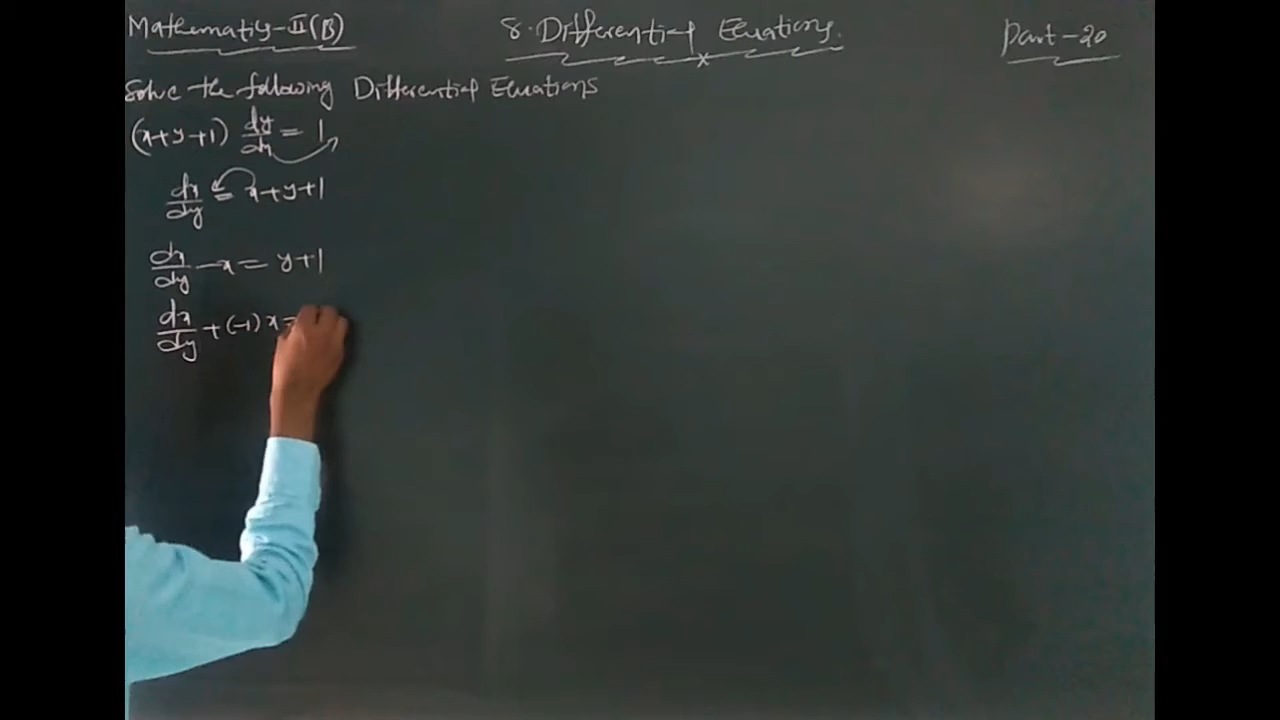 Mathematics-II(B)
8. Differential Equations.
Part-20
Solve the following Differential Equations
(x+y+1) dy/dx = 1
dx/dy = x+y+1
dx/dy - x = y+1
dx/dy + (-1) x =